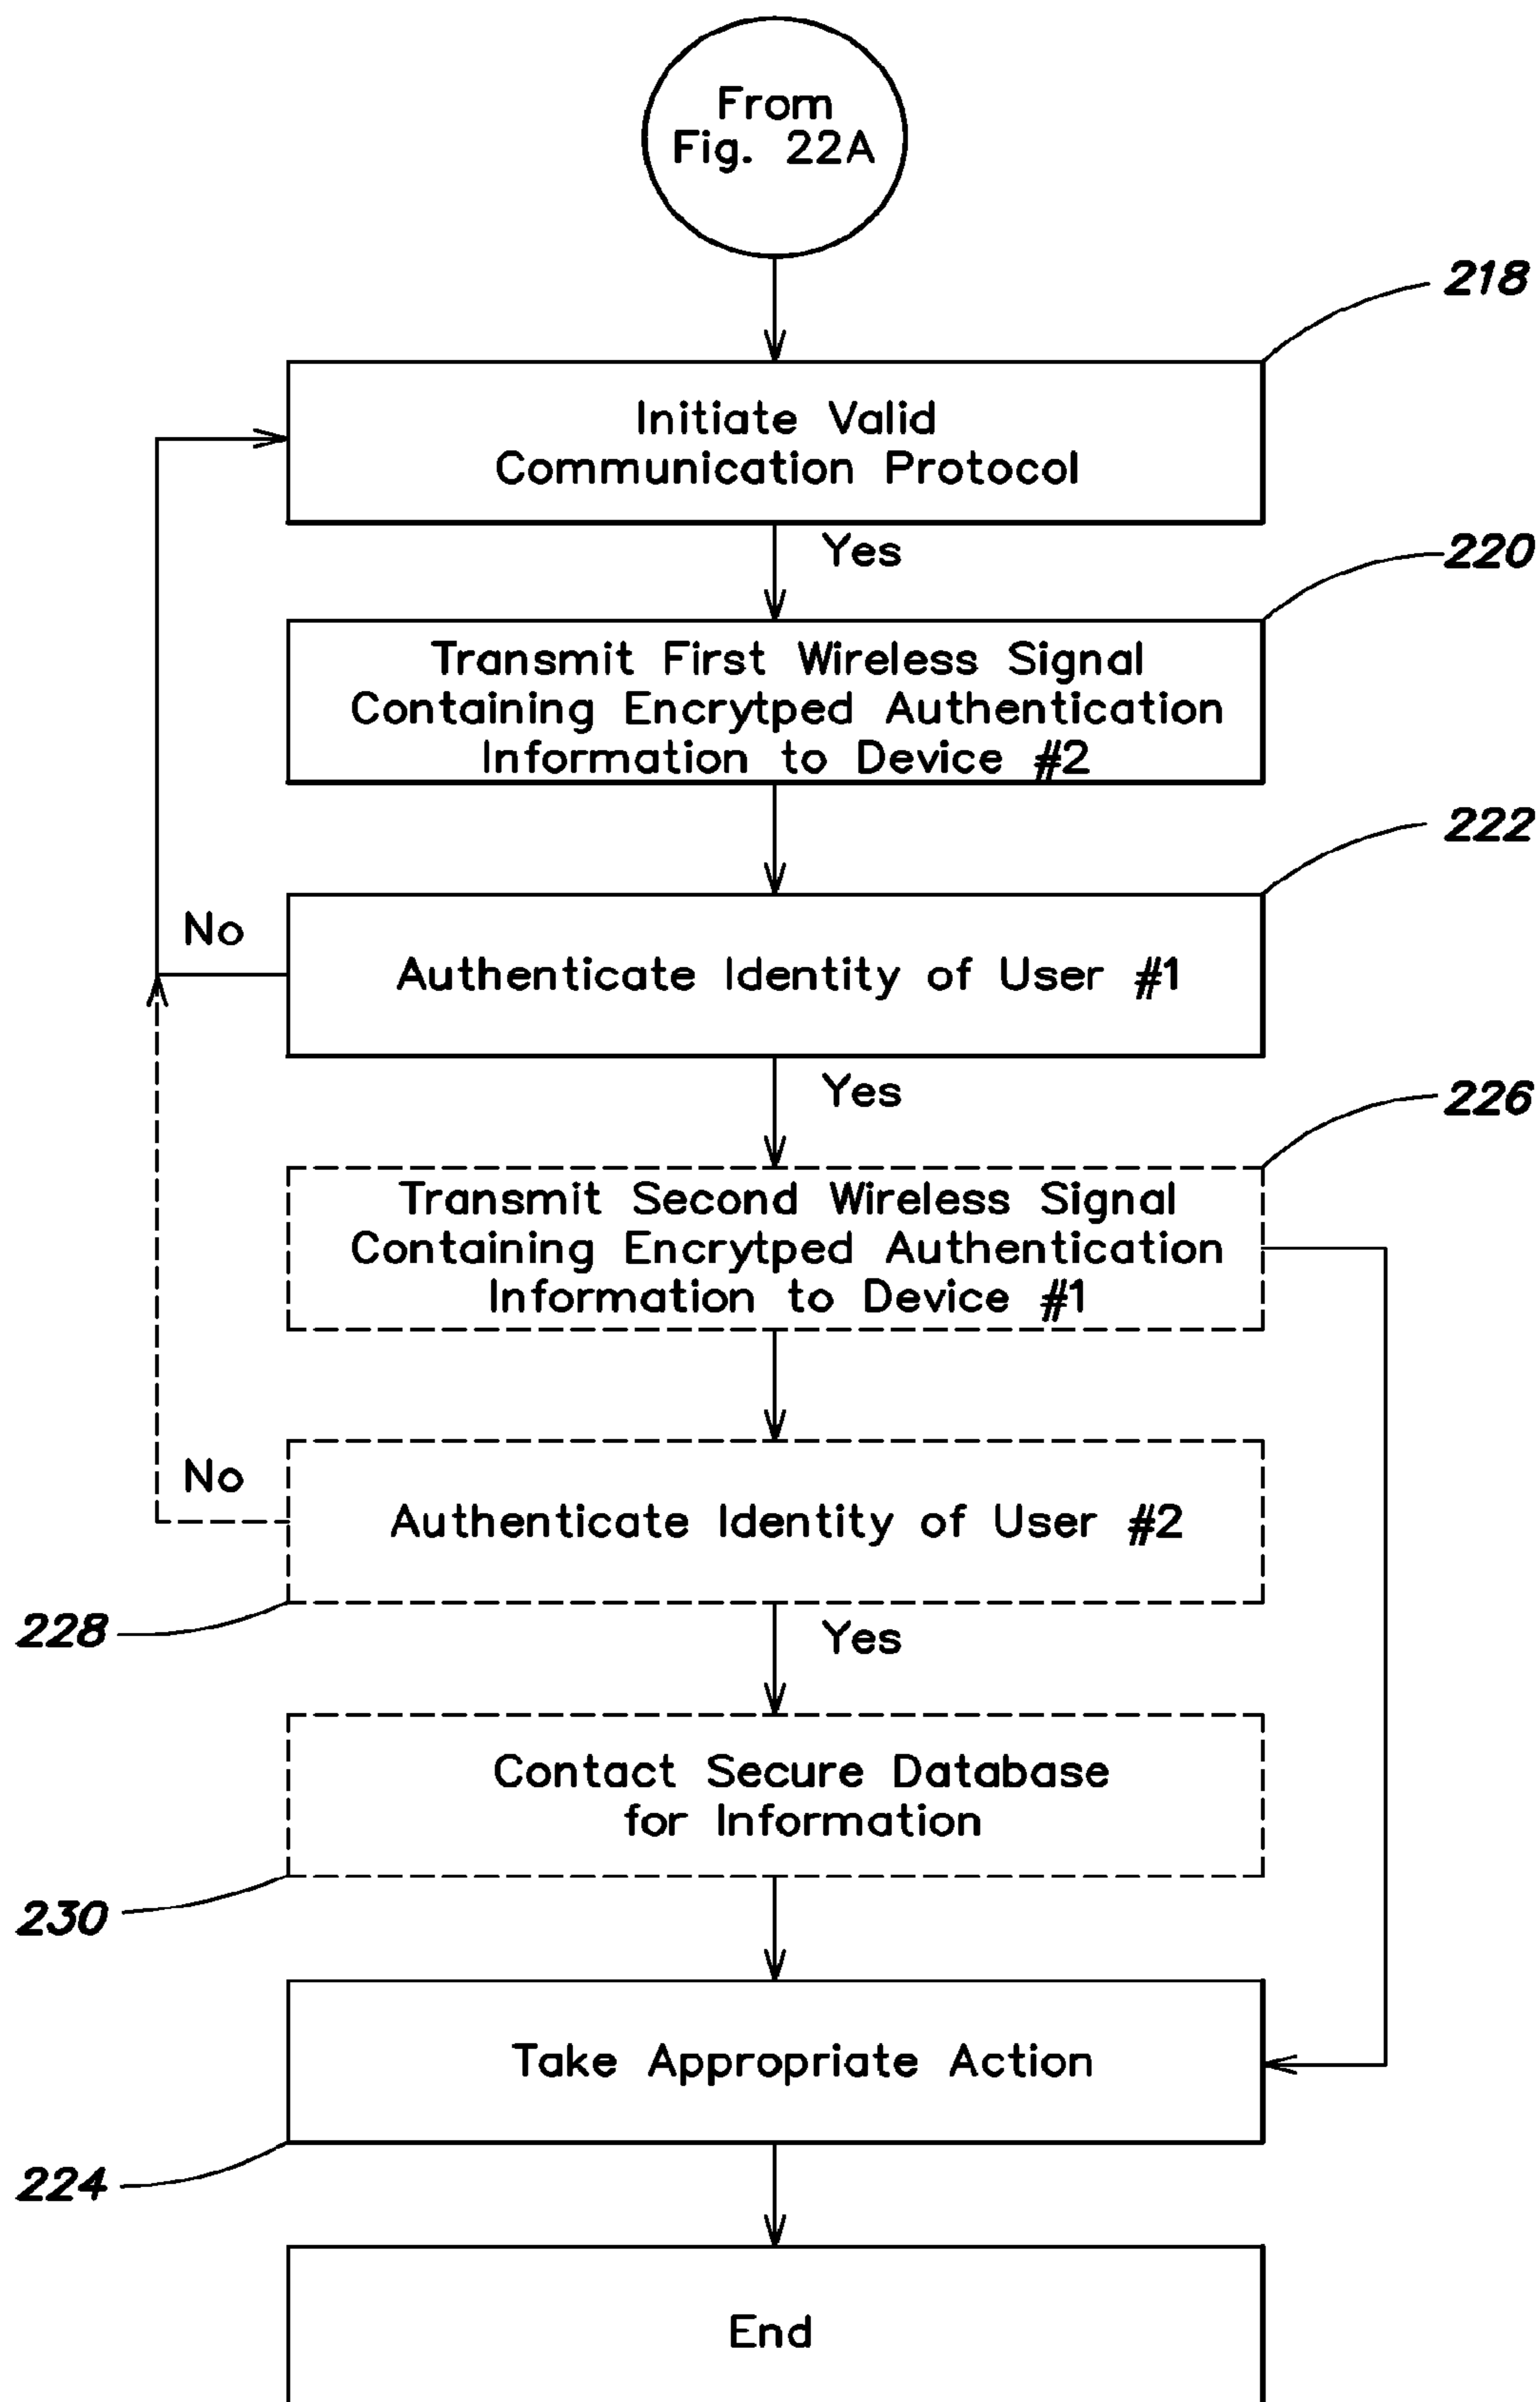 From
Fig. 22A
218
Initiate Valid
Communication Protocol
Yes
220
Transmit First Wireless Signal
Containing Encrytped Authentication
Information to Device #2
222
No
Authenticate Identity of User #1
Yes
226
Transmit Second Wireless Signal
Containing Encrytped Authentication
Information to Device #1
No
Authenticate Identity of User #2
228
Yes
Contact Secure Database
for Information
230
Take Appropriate Action
224
End